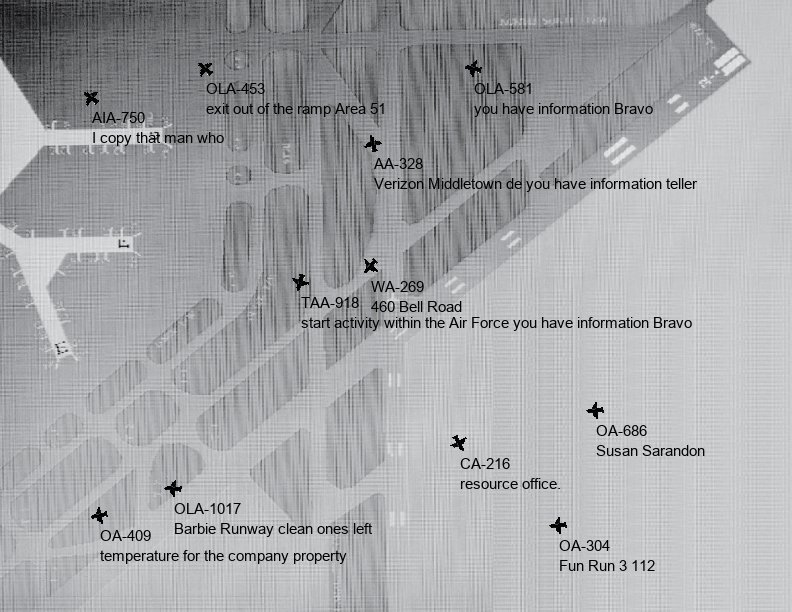 OLA-453
exit out of the ramp Area 51
OLA-581
you have information Bravo
AIA-750
I copy that man who
AA-328
Verizon Middletown de you have information teller
WA-269
460 Bell Road
TAA-918
start activity within the Air Force you have information Bravo
OA-686
Susan Sarandon
CA-216
resource office.
OLA-1017
Barbie Runway clean ones left
OA-409
temperature for the company property
OA-304
Fun Run 3 112